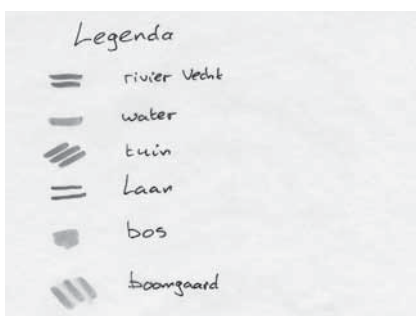 Legenda
rivier Vecht
water
tuin
Laan
bos
boomgaard